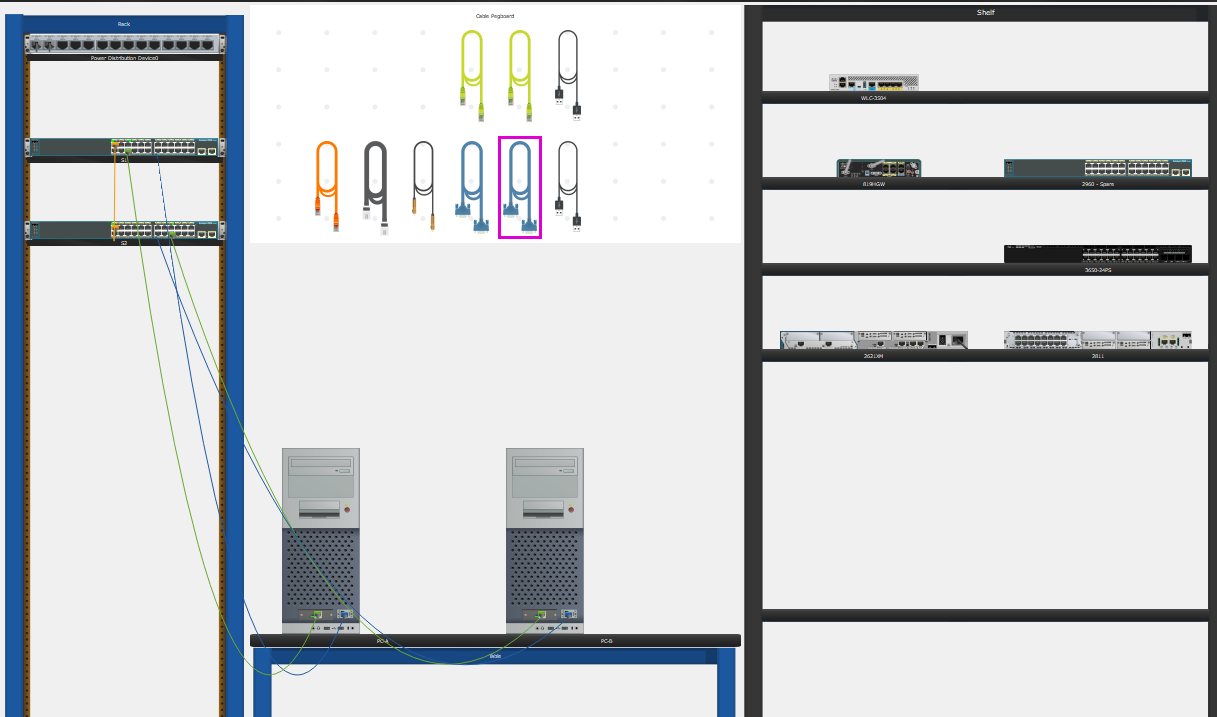 Rack
Cable Pegboard
Shelf
Power Distribution Device0
WLC-3504
S1
819HGW
2960 - Spare
S2
3650-24PS
2621XM
2811
PC-A
PC-B
Table